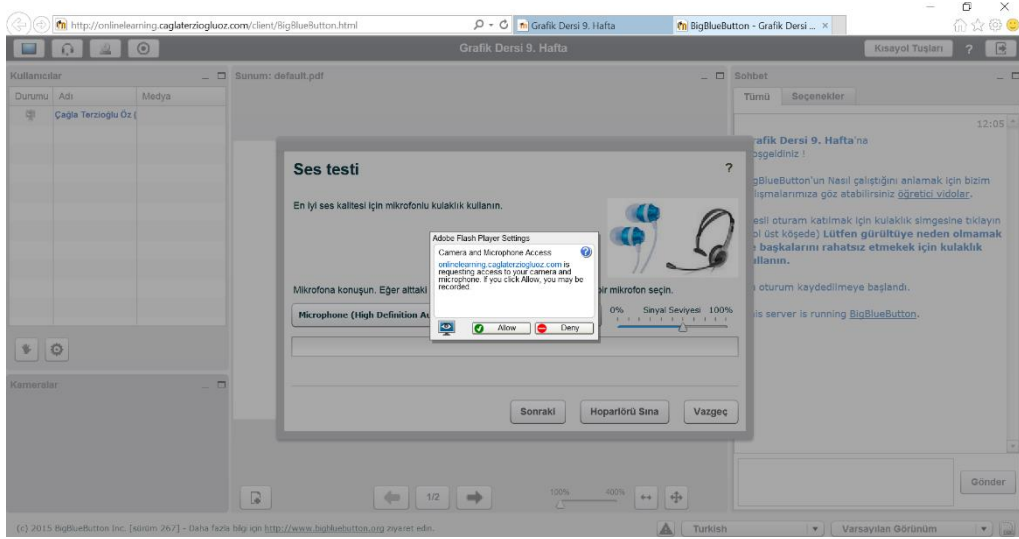 http://onlinelearning.caglaterziogluoz.com/client/BigBlueButton.html
Grafik Dersi 9. Hafta
BigBlueButton - Grafik Dersi ...
Grafik Dersi 9. Hafta
Kısayol Tuşları
?
Kullanıcılar
Durumu Adı Medya
Çağla Terzioğlu Öz (
Kameralar
Sunum: default.pdf
Ses testi
?
En iyi ses kalitesi için mikrofonlu kulaklık kullanın.
Mikrofona konuşun. Eğer alttaki
bir mikrofon seçin.
Microphone (High Definition Au
0% Sinyal Seviyesi 100%
Sonraki
Hoparlörü Sına
Vazgeç
Adobe Flash Player Settings
Camera and Microphone Access
onlinelearning.caglaterziogluoz.com is
requesting access to your camera and
microphone. If you click Allow, you may be
recorded
Allow
Deny
1/2
100% 400%
Sohbet
Tümü Seçenekler
12:05
rafik Dersi 9. Hafta'na
oşgeldiniz !
gBlueButton'un Nasıl çalıştığını anlamak için bizim
lışmalarımıza göz atabilirsiniz öğretici vidolar.
esli oturam katılmak için kulaklık simgesine tıklayın
ol üst köşede) Lütfen gürültüye neden olmamak
e başkalarını rahatsız etmekek için kulaklık
ullanın.
oturum kaydedilmeye başlandı.
is server is running BigBlueButton.
Gönder
(c) 2015 BigBlueButton Inc. [sürüm 267] - Daha fazla bilgi için http://www.bigbluebutton.org ziyaret edin.
Turkish
Varsayılan Görünüm